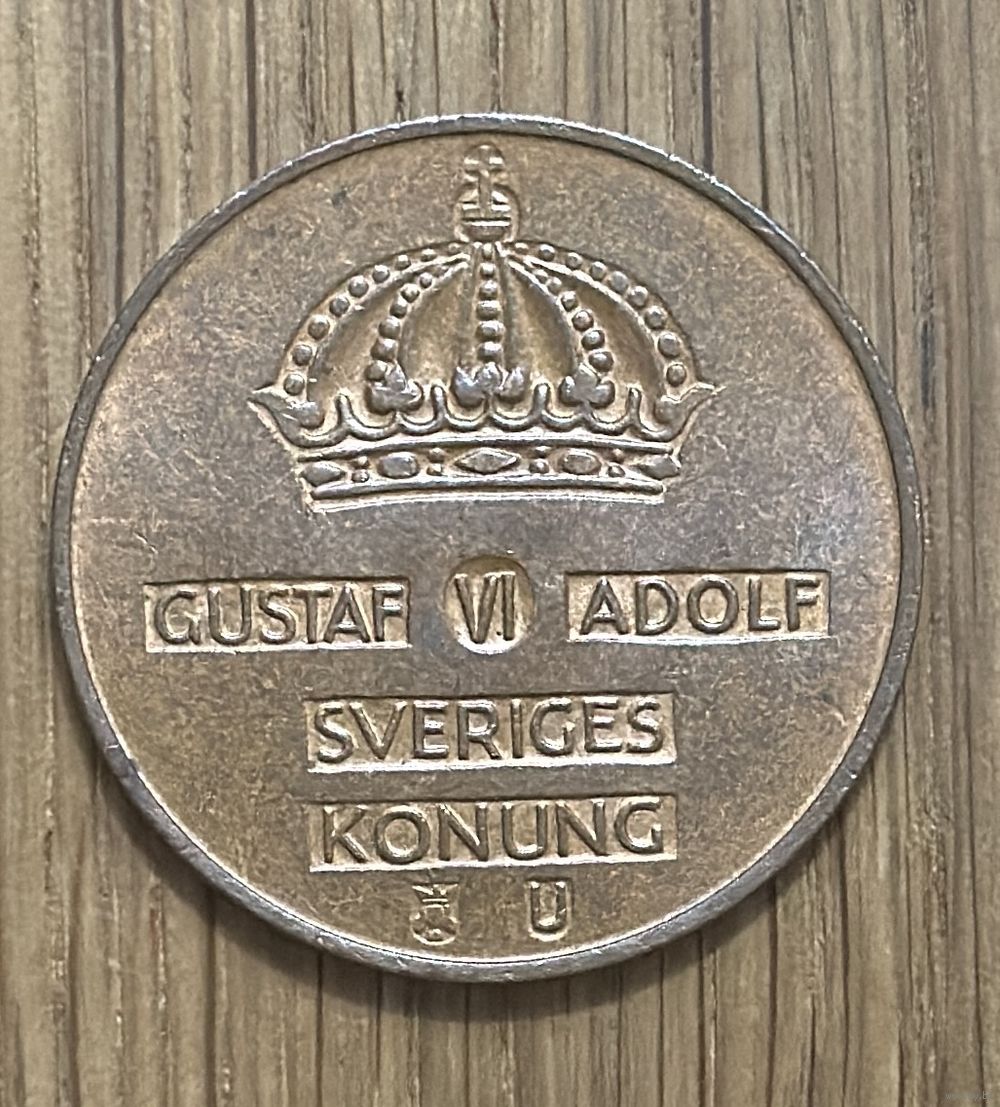 GUSTAF VI ADOLF
SVERIGES
KONUNG
U